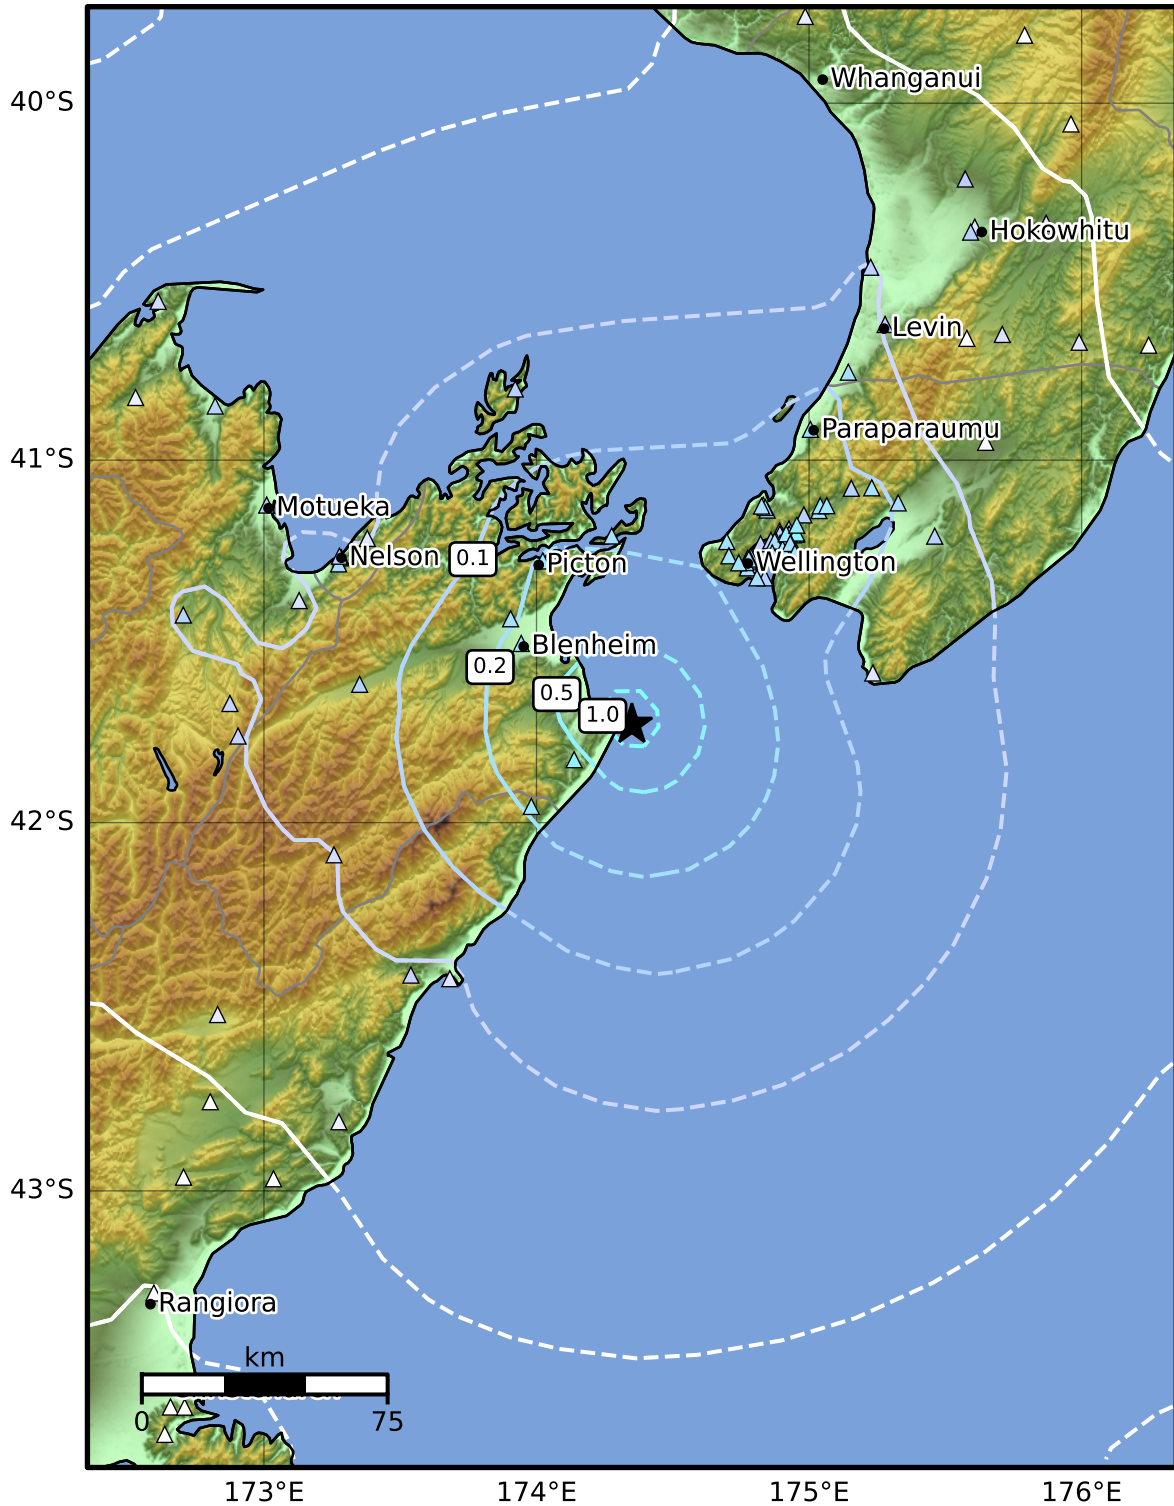 40°S
Whanganui
Hokowhitu
Levin
41°S
Paraparaumu
Motueka
Nelson
0.1
Picton
Wellington
Blenheim
0.2
0.5
1.0
42°S
43°S
Rangiora
km
0
75
173°E
174°E
175°E
176°E